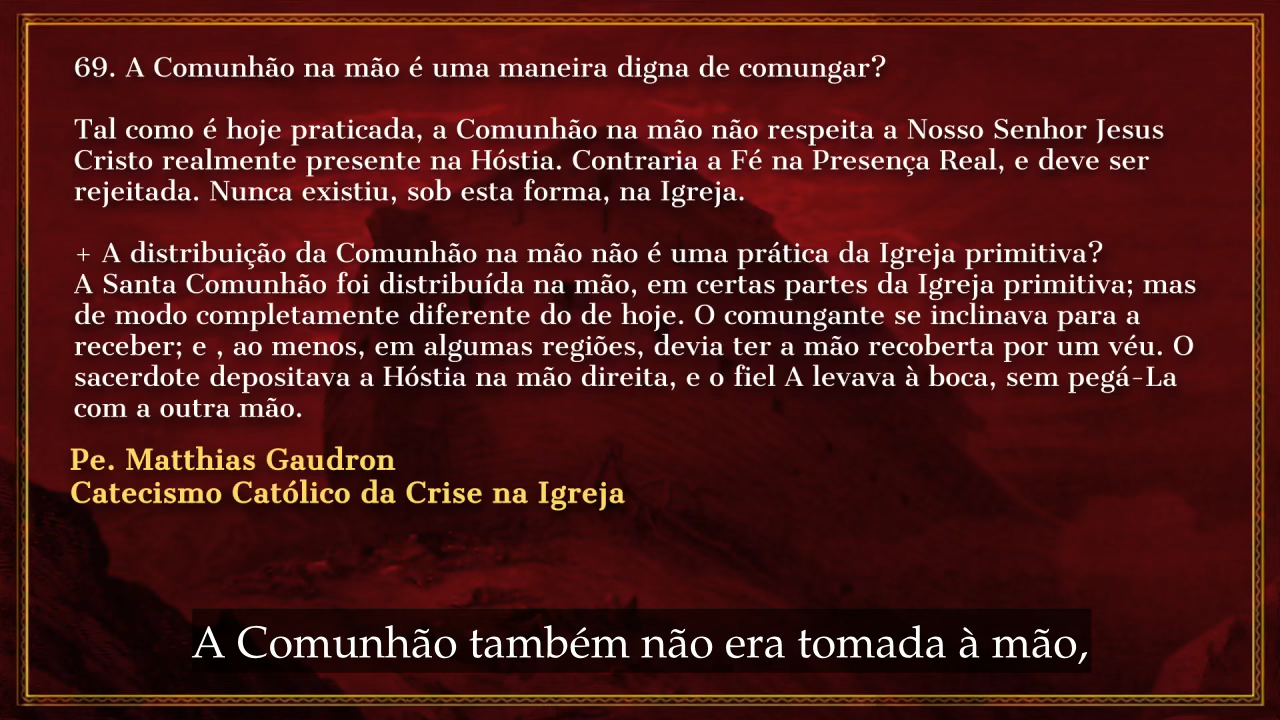 69. A Comunhão na mão é uma maneira digna de comungar?
Tal como é hoje praticada, a Comunhão na mão não respeita a Nosso Senhor Jesus
Cristo realmente presente na Hóstia. Contraria a Fé na Presença Real, e deve ser
rejeitada. Nunca existiu, sob esta forma, na Igreja.
+ A distribuição da Comunhão na mão não é uma prática da Igreja primitiva?
A Santa Comunhão foi distribuída na mão, em certas partes da Igreja primitiva; mas
de modo completamente diferente do de hoje. O comungante se inclinava para a
receber; e , ao menos, em algumas regiões, devia ter a mão recoberta por um véu. O
sacerdote depositava a Hóstia na mão direita, e o fiel A levava à boca, sem pegá-La
com a outra mão.
Pe. Matthias Gaudron
Catecismo Católico da Crise na Igreja
A Comunhão também não era tomada à mão,